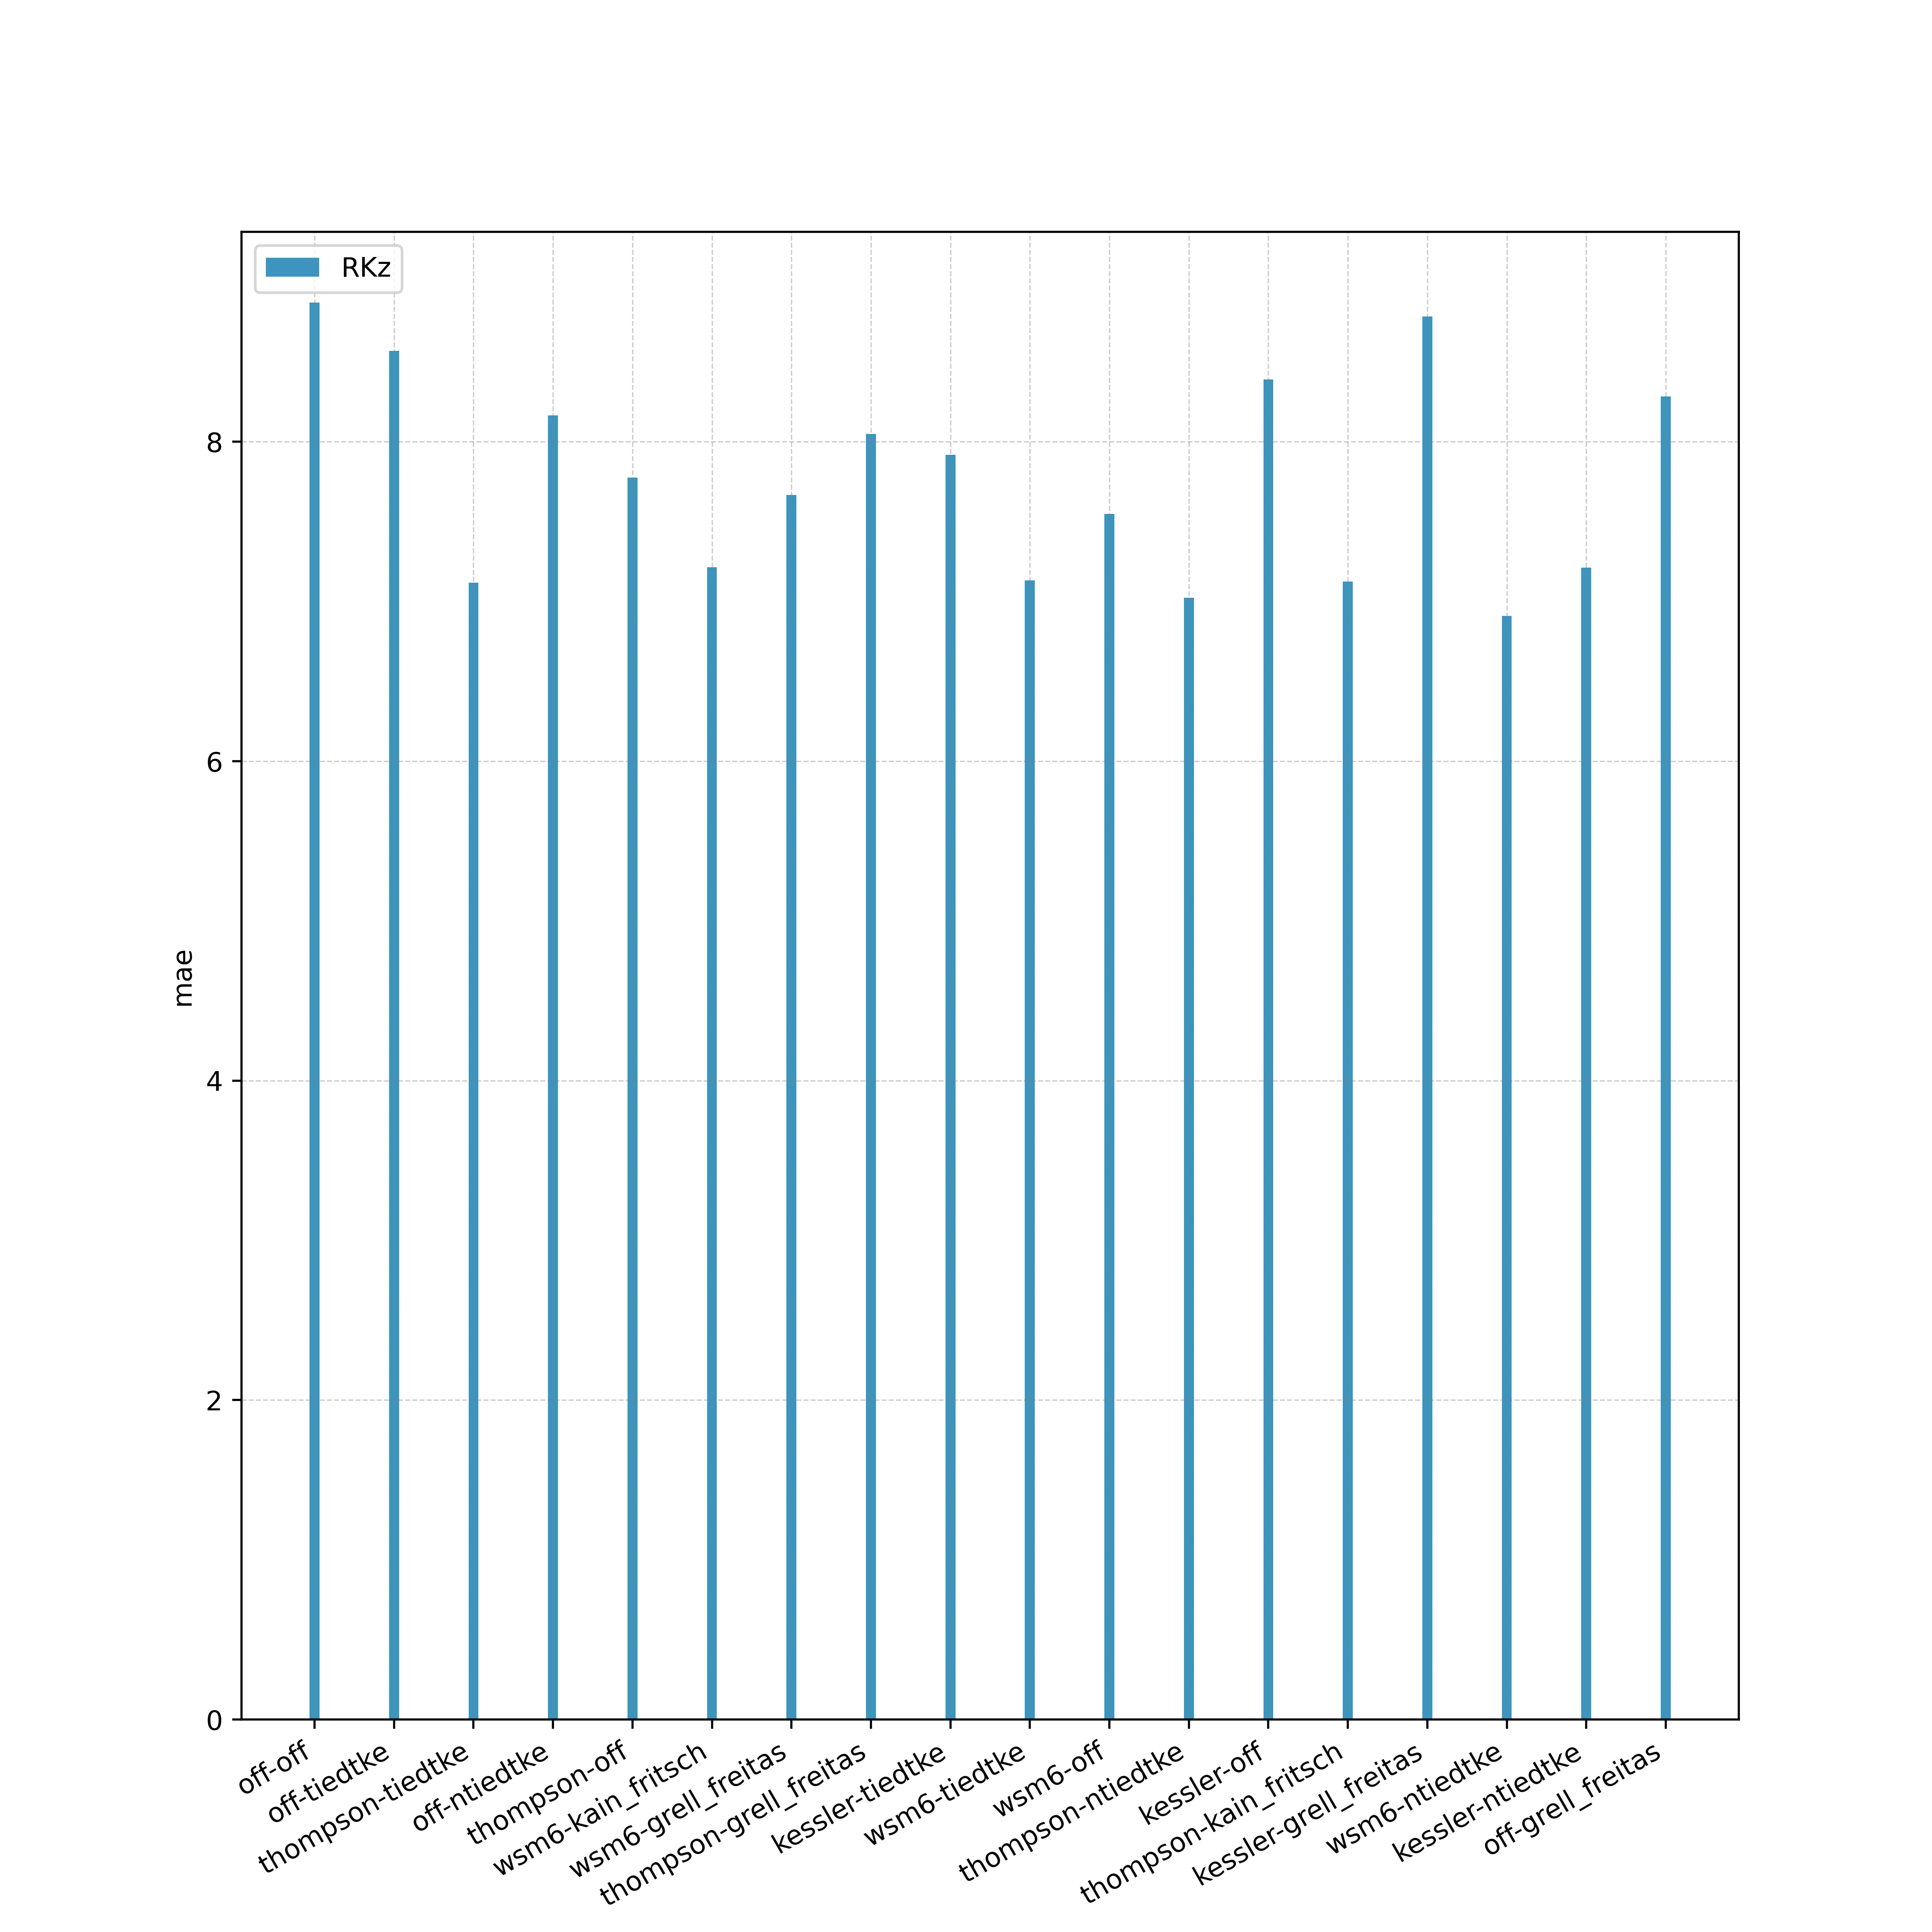 RKz
8
6
4
2
0
mae
off-off
off-tiedtke
thompson-tiedtke
off-ntiedtke
thompson-off
wsm6-kain_fritsch
wsm6-grell_freitas
thompson-grell_freitas
kessler-tiedtke
wsm6-tiedtke
wsm6-off
thompson-ntiedtke
kessler-off
thompson-kain_fritsch
kessler-grell_freitas
wsm6-ntiedtke
kessler-ntiedtke
off-grell_freitas